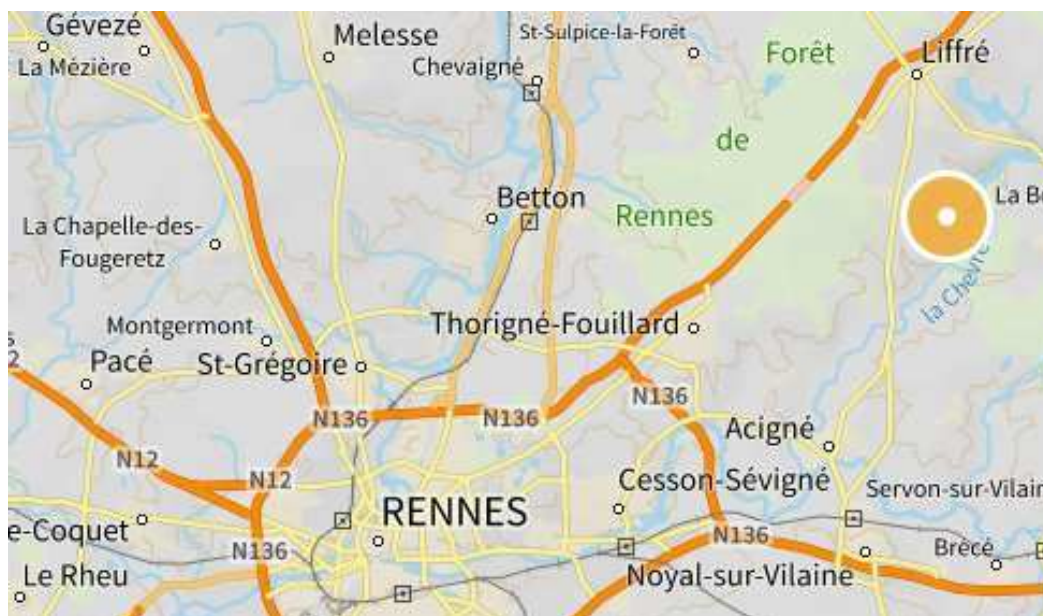 Gévezé
La Mézière
Melesse
St-Sulpice-la-Forêt
Chevaigné
Forêt
de
Rennes
Liffré
Betton
La Chapelle-des-
Fougeretz
la Chevre
Montgermont
Thorigné-Fouillard
Pacé
St-Grégoire
N136
N136
N136
Acigné
N12
N12
Cesson-Sévigné
Servon-sur-Vilain
RENNES
e-Coquet
N136
N136
Brécé
Le Rheu
Noyal-sur-Vilaine